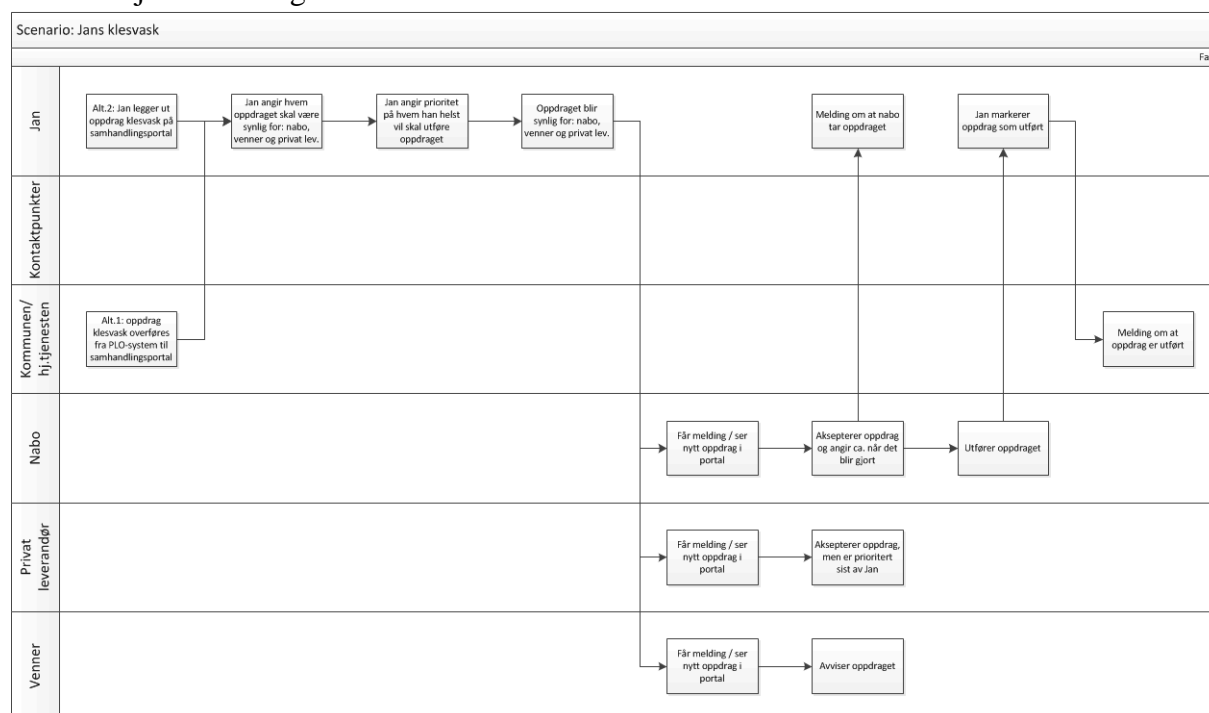 Scenario: Jans klesvask
Fa
Jan
Alt.2: Jan legger ut
oppdrag klesvask på
samhandlingsportal
Jan angir hvem
oppdraget skal være
synlig for: nabo,
venner og privat lev.
Jan angir prioritet
på hvem han helst
vil skal utføre
oppdraget
Oppdraget blir
synlig for: nabo,
venner og privat lev.
Melding om at nabo
tar oppdraget
Jan markerer
oppdrag som utført
Kontaktpunkter
Kommunen/
hj.tjenesten
Alt.1: oppdrag
klesvask overføres
fra PLO-system til
samhandlingsportal
Melding om at
oppdrag er utført
Nabo
Får melding / ser
nytt oppdrag i
portal
Aksepterer oppdrag
og angir ca. når det
blir gjort
Utfører oppdraget
Privat
leverandør
Får melding / ser
nytt oppdrag i
portal
Aksepterer oppdrag,
men er prioritert
sist av Jan
Venner
Får melding / ser
nytt oppdrag i
portal
Avviser oppdraget